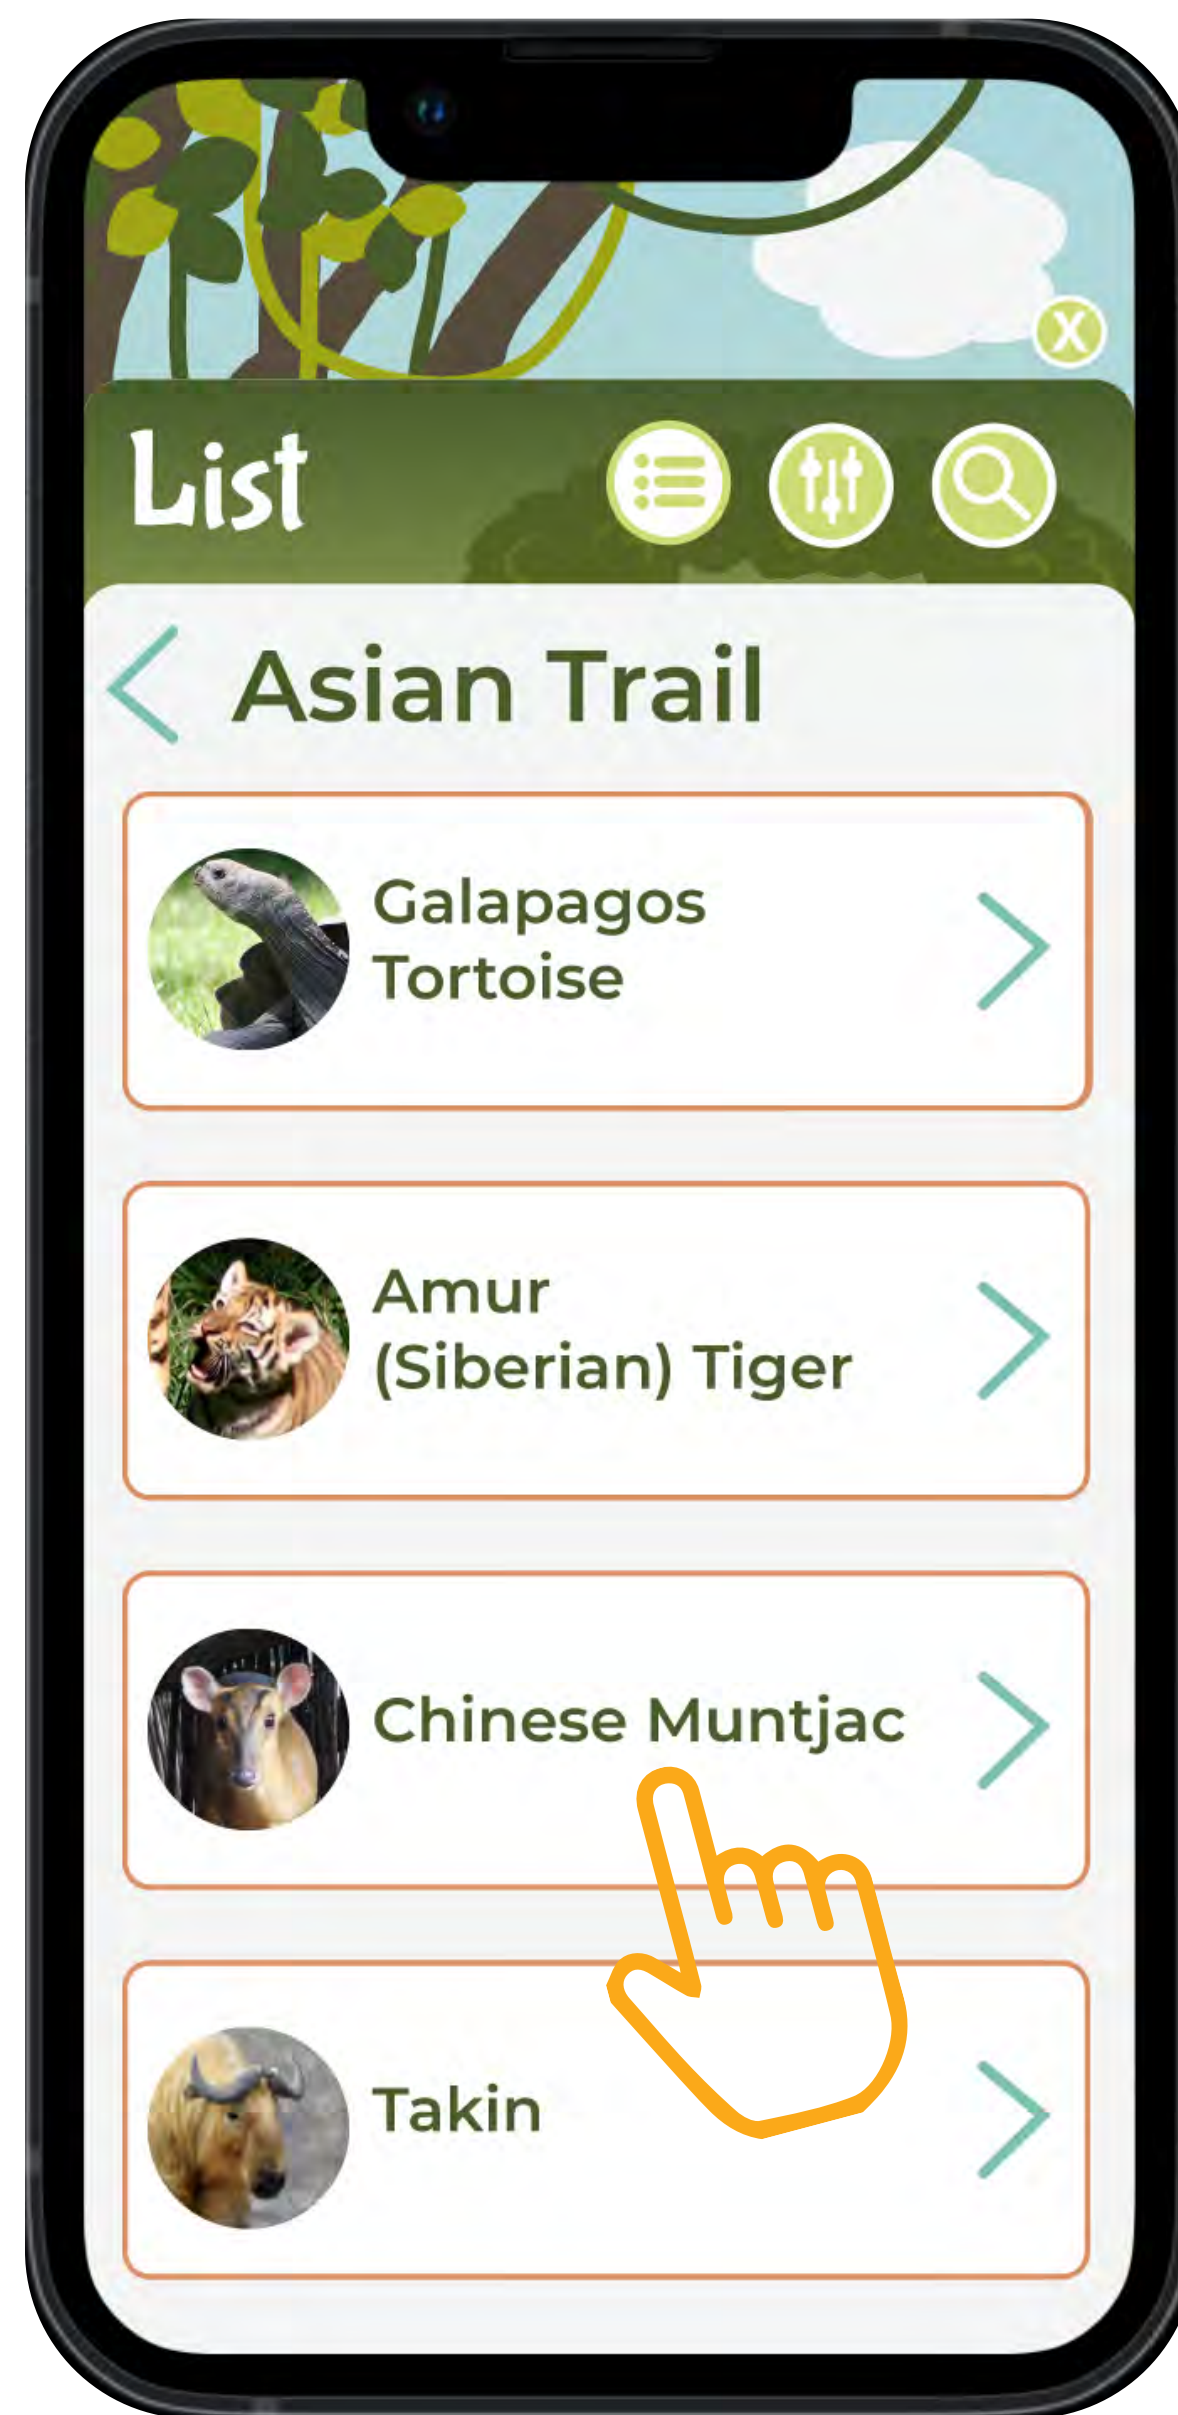 X
List
Asian Trail
Galapagos
Tortoise
Amur
(Siberian) Tiger
Chinese Muntjac
Takin